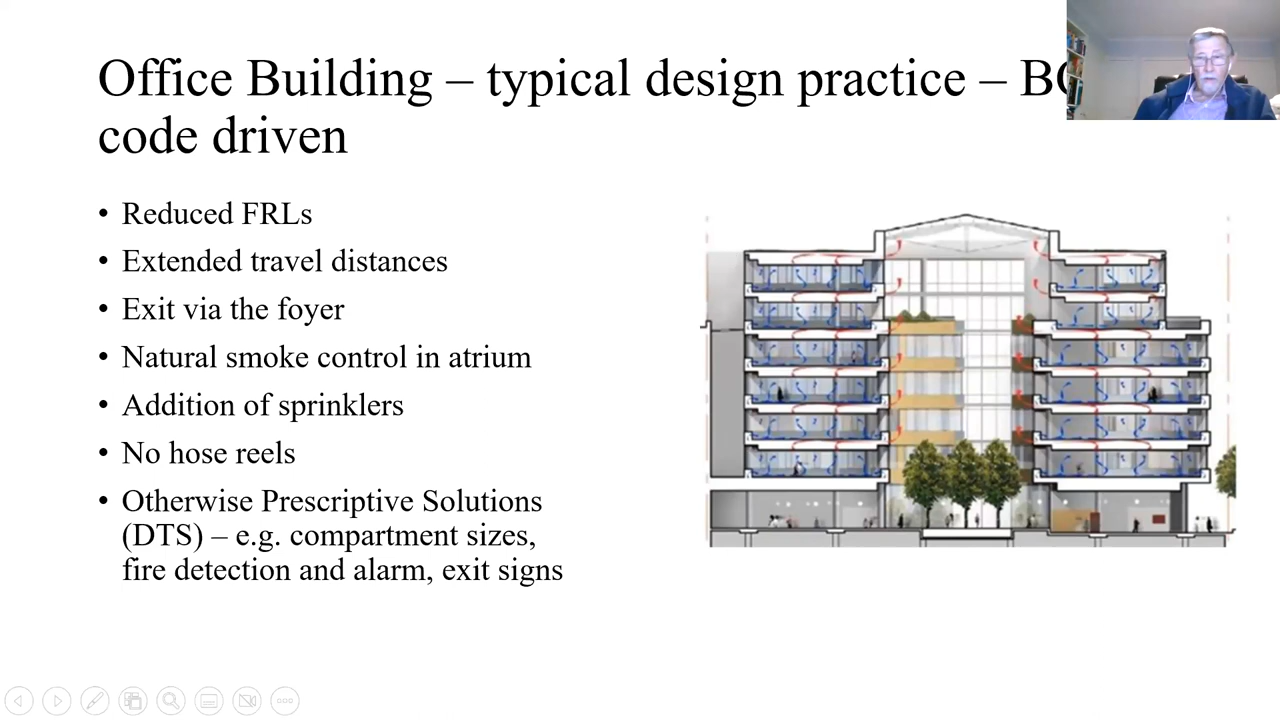 Office Building – typical design practice –
code driven
• Reduced FRLs
• Extended travel distances
• Exit via the foyer
• Natural smoke control in atrium
• Addition of sprinklers
• No hose reels
• Otherwise Prescriptive Solutions
(DTS) – e.g. compartment sizes,
fire detection and alarm, exit signs